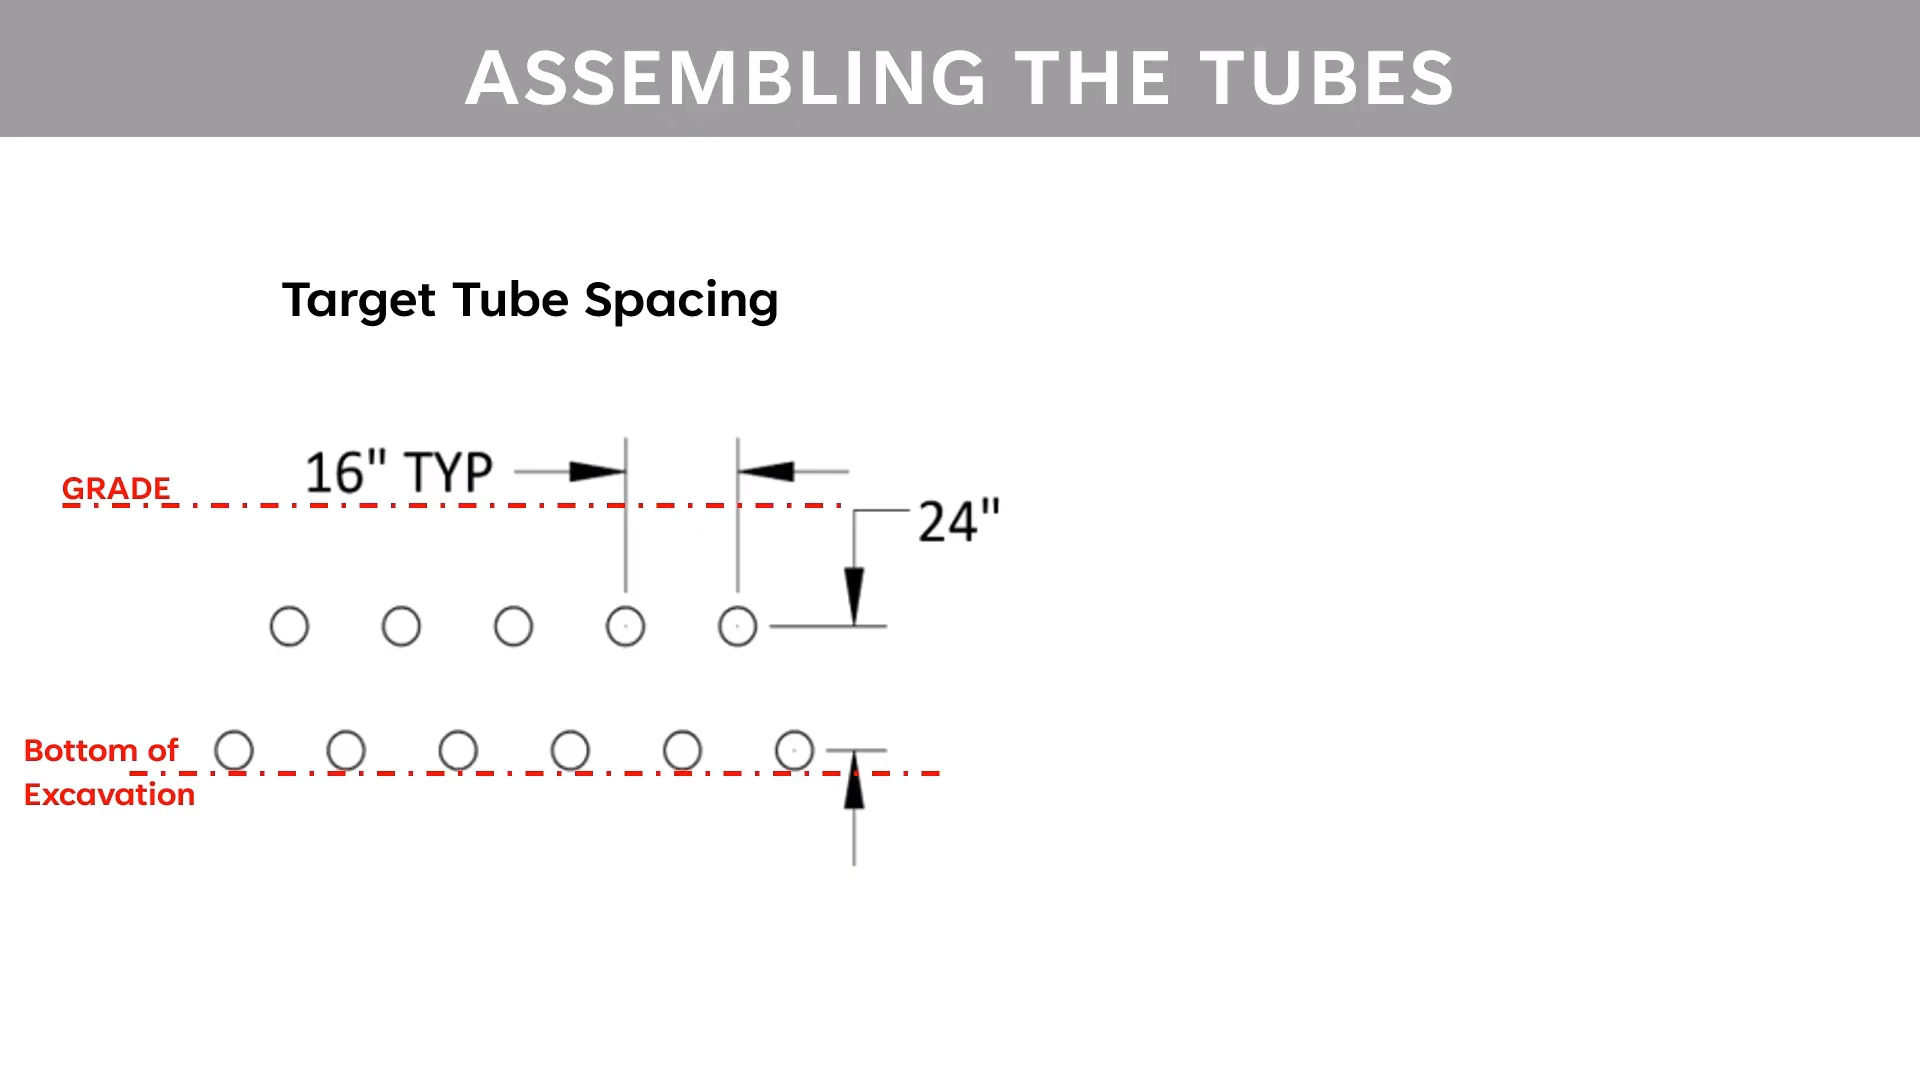 ASSEMBLING THE TUBES
Target Tube Spacing
16" TYP
GRADE
24"
Bottom of
Excavation